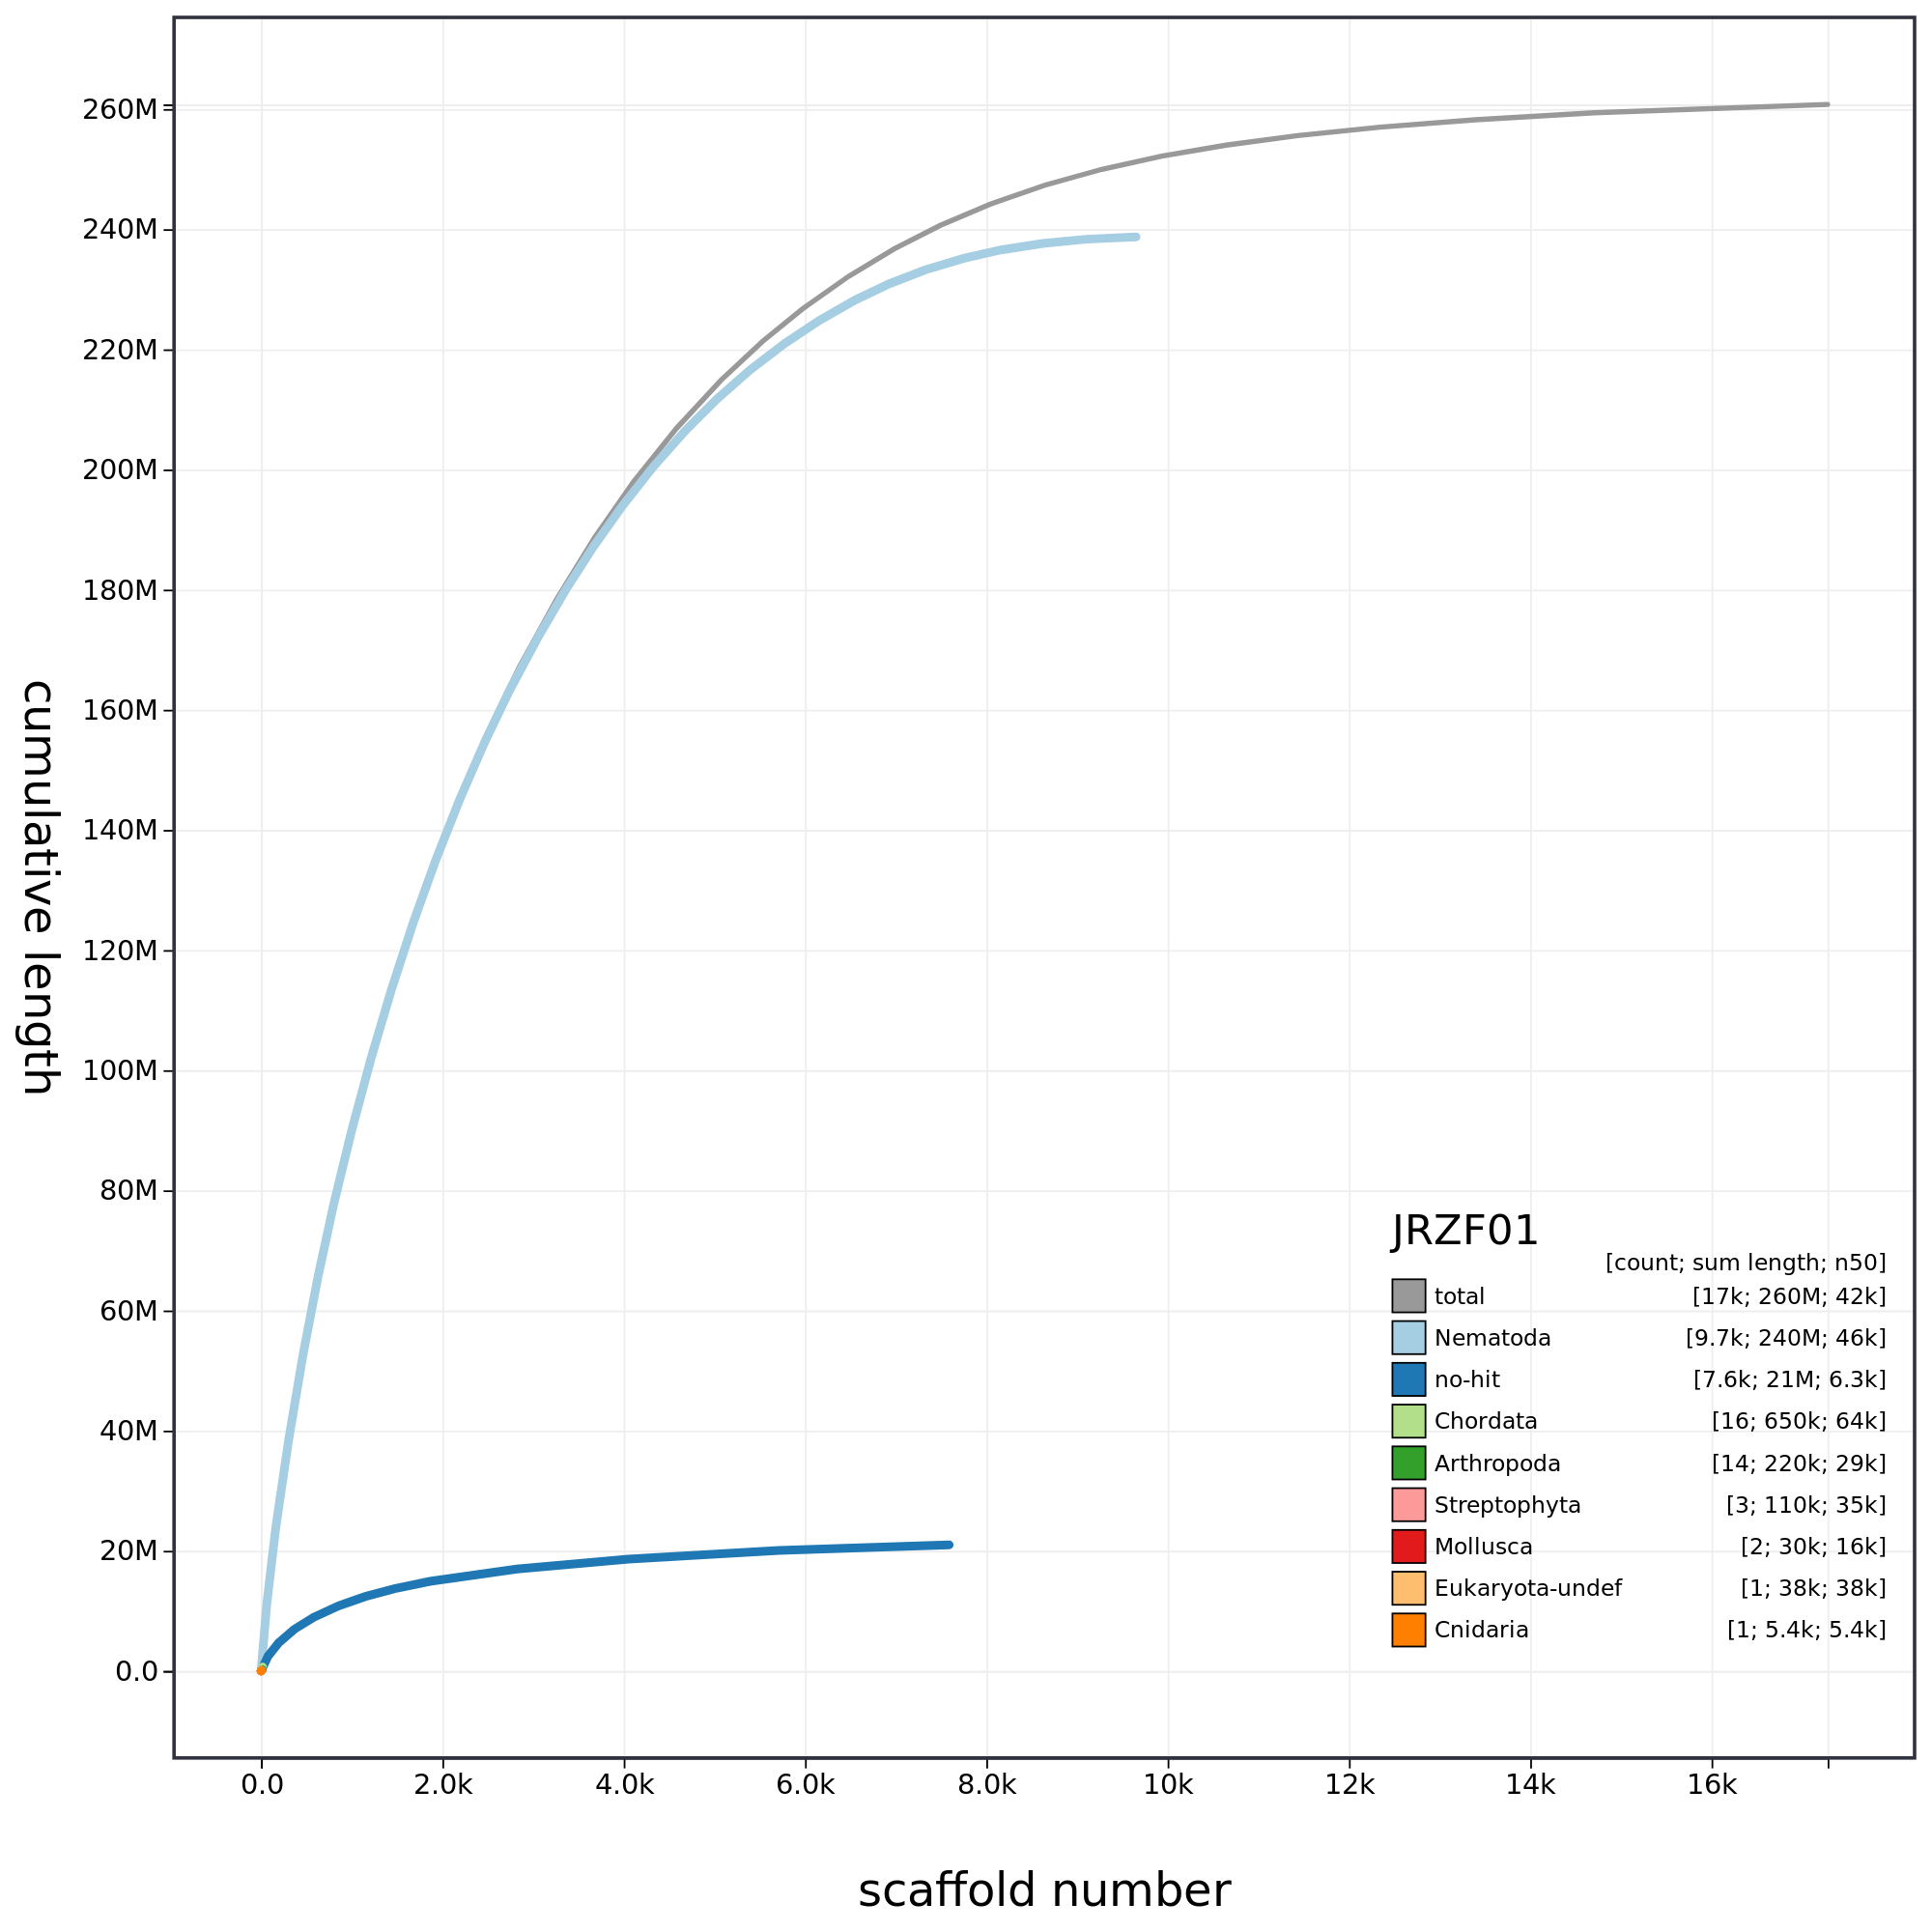 260M
240M
220M
200M
180M
160M
140M
120M
100M
80M
60M
40M
20M
0.0
cumulative length
JRZF01
[count; sum length; n50]
total [17k; 260M; 42k]
Nematoda [9.7k; 240M; 46k]
no-hit [7.6k; 21M; 6.3k]
Chordata [16; 650k; 64k]
Arthropoda [14; 220k; 29k]
Streptophyta [3; 110k; 35k]
Mollusca [2; 30k; 16k]
Eukaryota-undef [1; 38k; 38k]
Cnidaria [1; 5.4k; 5.4k]
0.0 2.0k 4.0k 6.0k 8.0k 10k 12k 14k 16k
scaffold number